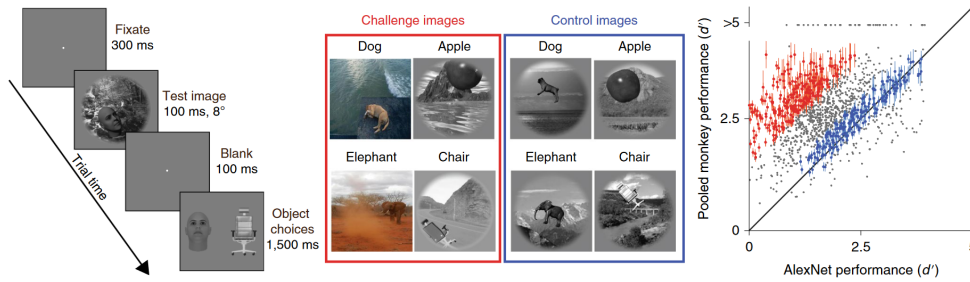 Fixate
300 ms
Test image
100 ms, 8°
Blank
100 ms
Object
choices
1,500 ms
Trial time
Challenge images
Dog
Apple
Elephant
Chair
Control images
Dog
Apple
Elephant
Chair
Pooled monkey performance (d′)
>5
2.5
0
0
2.5
AlexNet performance (d′)